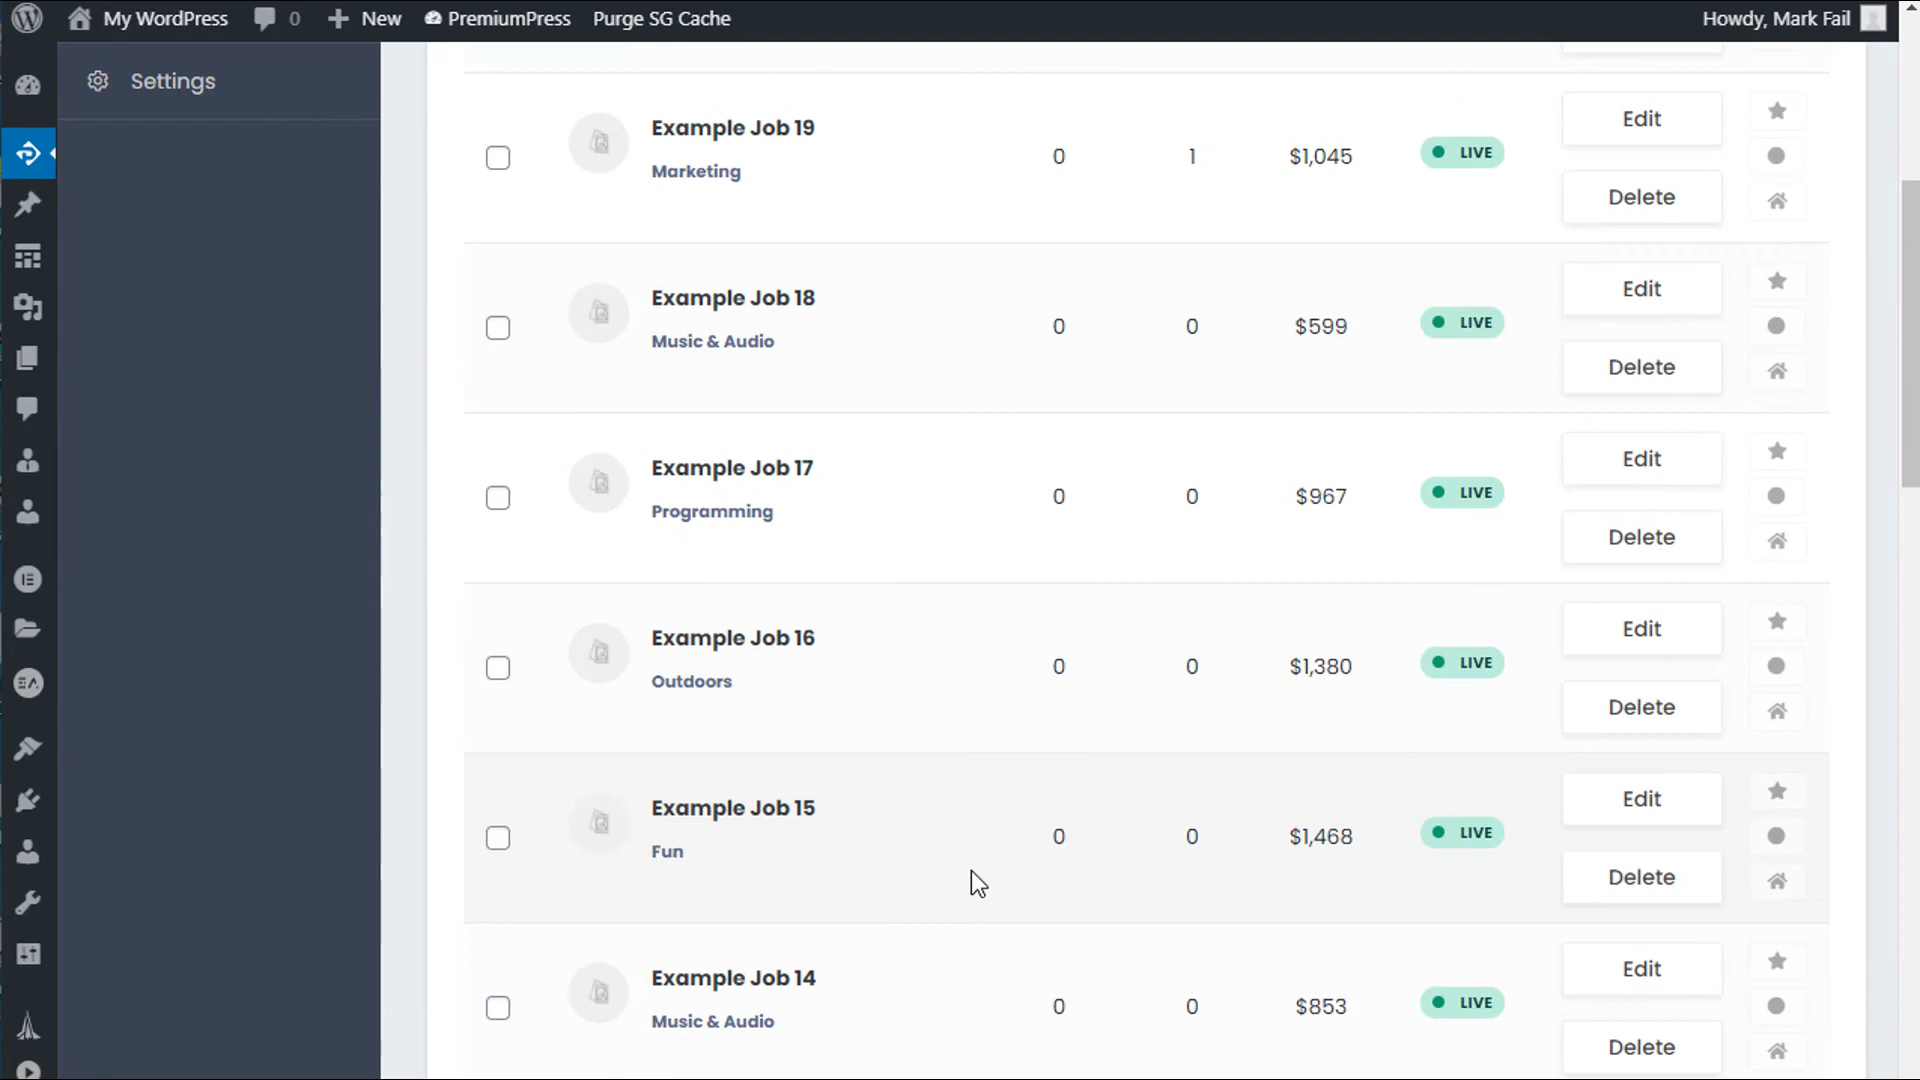 My WordPress 0 New PremiumPress Purge SG Cache Howdy, Mark Fail
Settings
Example Job 19
Marketing
0 1 $1,045 LIVE
Edit
Delete
Example Job 18
Music & Audio
0 0 $599 LIVE
Edit
Delete
Example Job 17
Programming
0 0 $967 LIVE
Edit
Delete
Example Job 16
Outdoors
0 0 $1,380 LIVE
Edit
Delete
Example Job 15
Fun
0 0 $1,468 LIVE
Edit
Delete
Example Job 14
Music & Audio
0 0 $853 LIVE
Edit
Delete